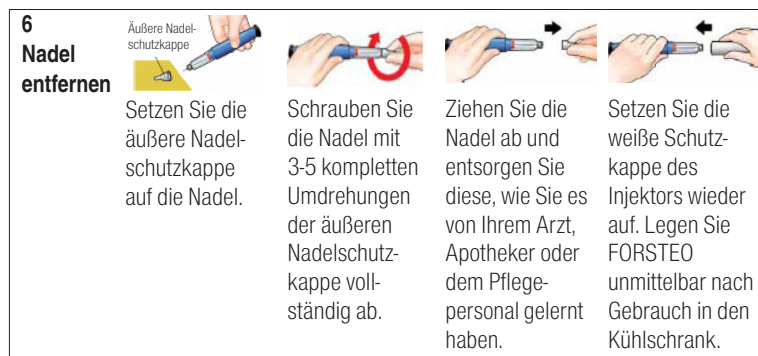 6
Nadel
entfernen
Äußere Nadel-
schutzkappe
Setzen Sie die
äußere Nadel-
schutzkappe
auf die Nadel.
Schrauben Sie
die Nadel mit
3-5 kompletten
Umdrehungen
der äußeren
Nadelschutz-
kappe voll-
ständig ab.
Ziehen Sie die
Nadel ab und
entsorgen Sie
diese, wie Sie es
von Ihrem Arzt,
Apotheker oder
dem Pflege-
personal gelernt
haben.
Setzen Sie die
weiße Schutz-
kappe des
Injektors wieder
auf. Legen Sie
FORSTEO
unmittelbar nach
Gebrauch in den
Kühlschrank.